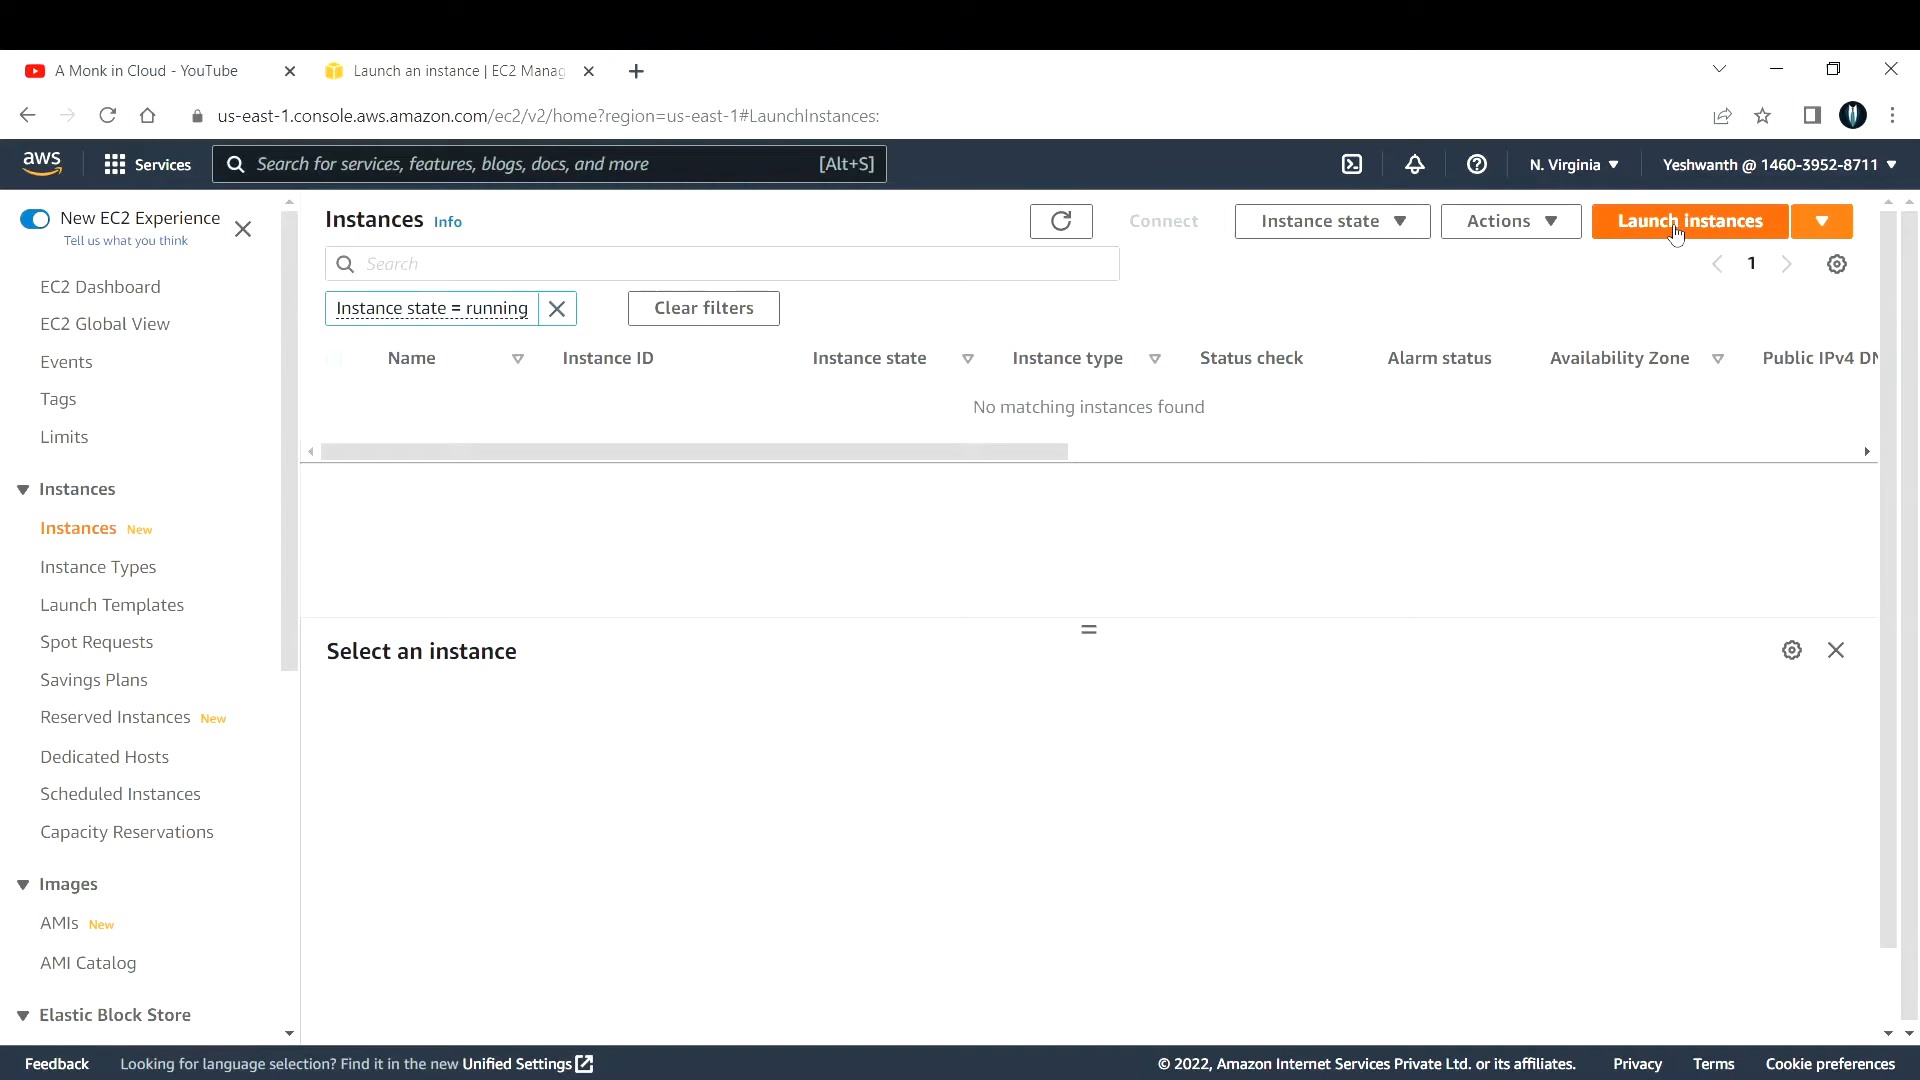 A Monk in Cloud - YouTube
Launch an instance | EC2 Manag
us-east-1.console.aws.amazon.com/ec2/v2/home?region=us-east-1#LaunchInstances:
aws Services Search for services, features, blogs, docs, and more [Alt+S] N. Virginia Yeshwanth @ 1460-3952-8711
New EC2 Experience
Tell us what you think
EC2 Dashboard
EC2 Global View
Events
Tags
Limits
Instances
Instances New
Instance Types
Launch Templates
Spot Requests
Savings Plans
Reserved Instances New
Dedicated Hosts
Scheduled Instances
Capacity Reservations
Images
AMIs New
AMI Catalog
Elastic Block Store
Instances Info
Connect Instance state Actions Launch instances
Search
1
Instance state = running Clear filters
Name Instance ID Instance state Instance type Status check Alarm status Availability Zone Public IPv4 DN
No matching instances found
Select an instance
Feedback Looking for language selection? Find it in the new Unified Settings © 2022, Amazon Internet Services Private Ltd. or its affiliates. Privacy Terms Cookie preferences